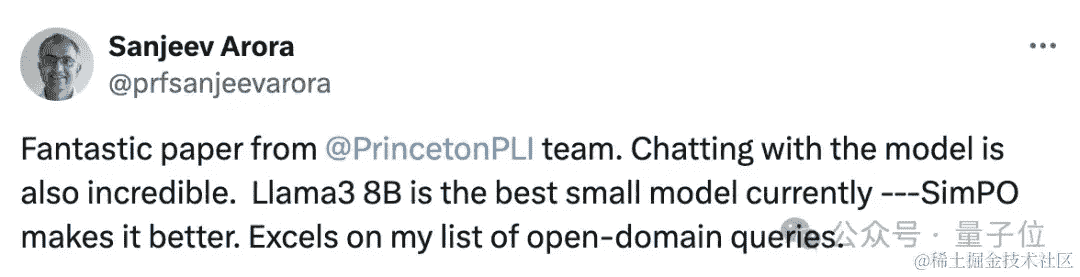 Sanjeev Arora
@prfsanjeevarora
Fantastic paper from @PrincetonPLI team. Chatting with the model is
also incredible.  Llama3 8B is the best small model currently ---SimPO
makes it better. Excels on my list of open-domain queries.
公众号 · 量子位
@稀土掘金技术社区